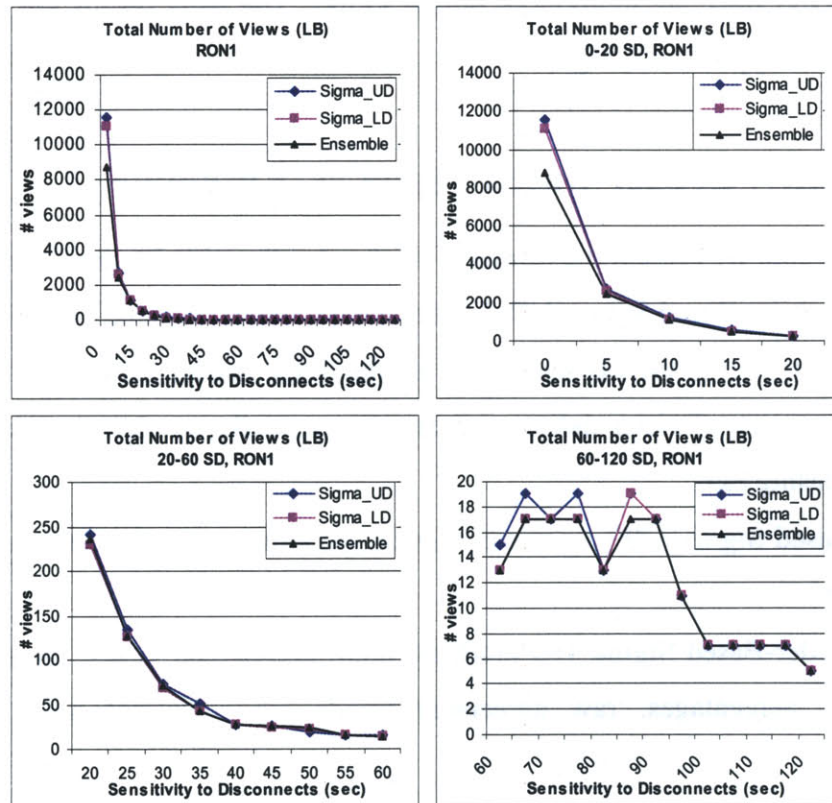 Total Number of Views (LB)
RON1
14000
12000
10000
8000
6000
4000
2000
0
# views
Sigma_UD
Sigma_LD
Ensemble
0
15
30
45
60
75
90
105
120
Sensitivity to Disconnects (sec)
Total Number of Views (LB)
0-20 SD, RON1
14000
12000
10000
8000
6000
4000
2000
0
# views
Sigma_UD
Sigma_LD
Ensemble
0
5
10
15
20
Sensitivity to Disconnects (sec)
Total Number of Views (LB)
20-60 SD, RON1
300
250
200
150
100
50
0
# views
Sigma_UD
Sigma_LD
Ensemble
20
25
30
35
40
45
50
55
60
Sensitivity to Disconnects (sec)
Total Number of Views (LB)
60-120 SD, RON1
20
18
16
14
12
10
8
6
4
2
0
# views
Sigma_UD
Sigma_LD
Ensemble
60
70
80
90
100
110
120
Sensitivity to Disconnects (sec)